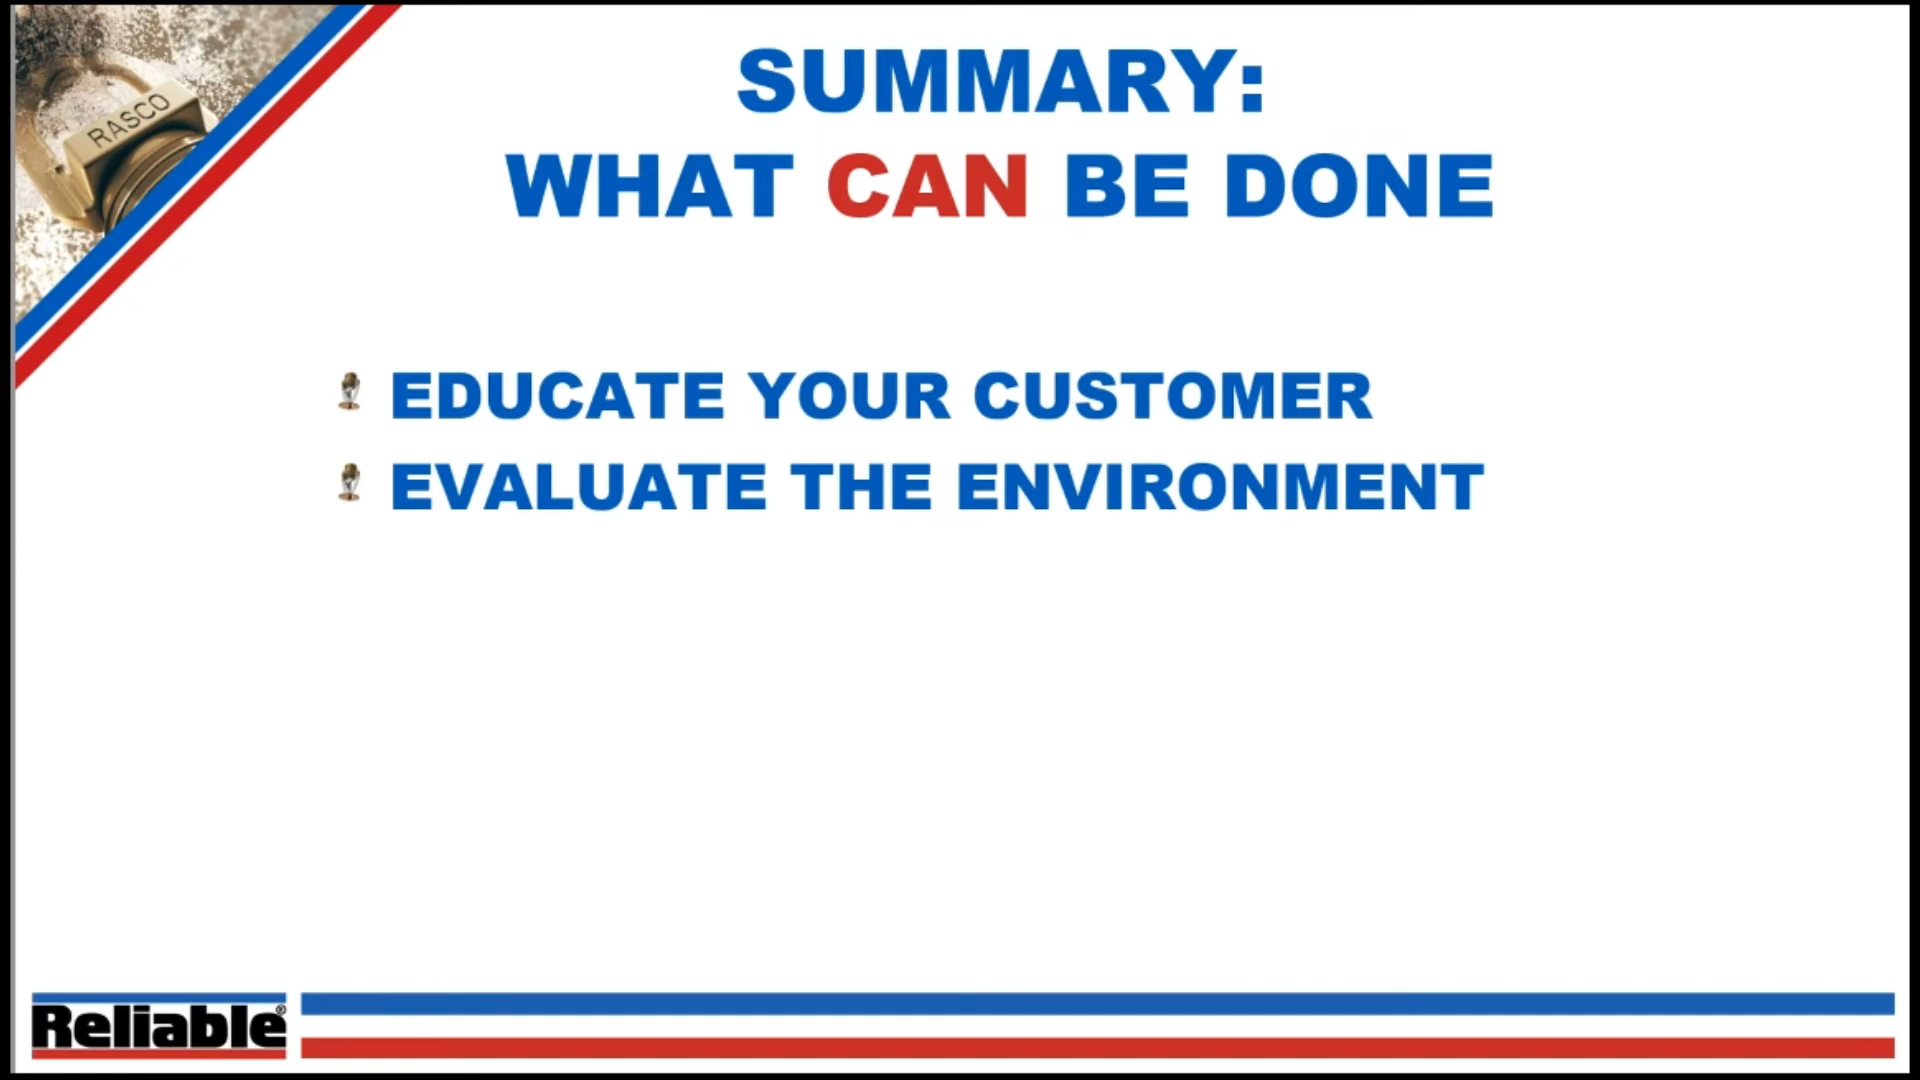 RASCO
SUMMARY:
WHAT CAN BE DONE
EDUCATE YOUR CUSTOMER
EVALUATE THE ENVIRONMENT
Reliable®